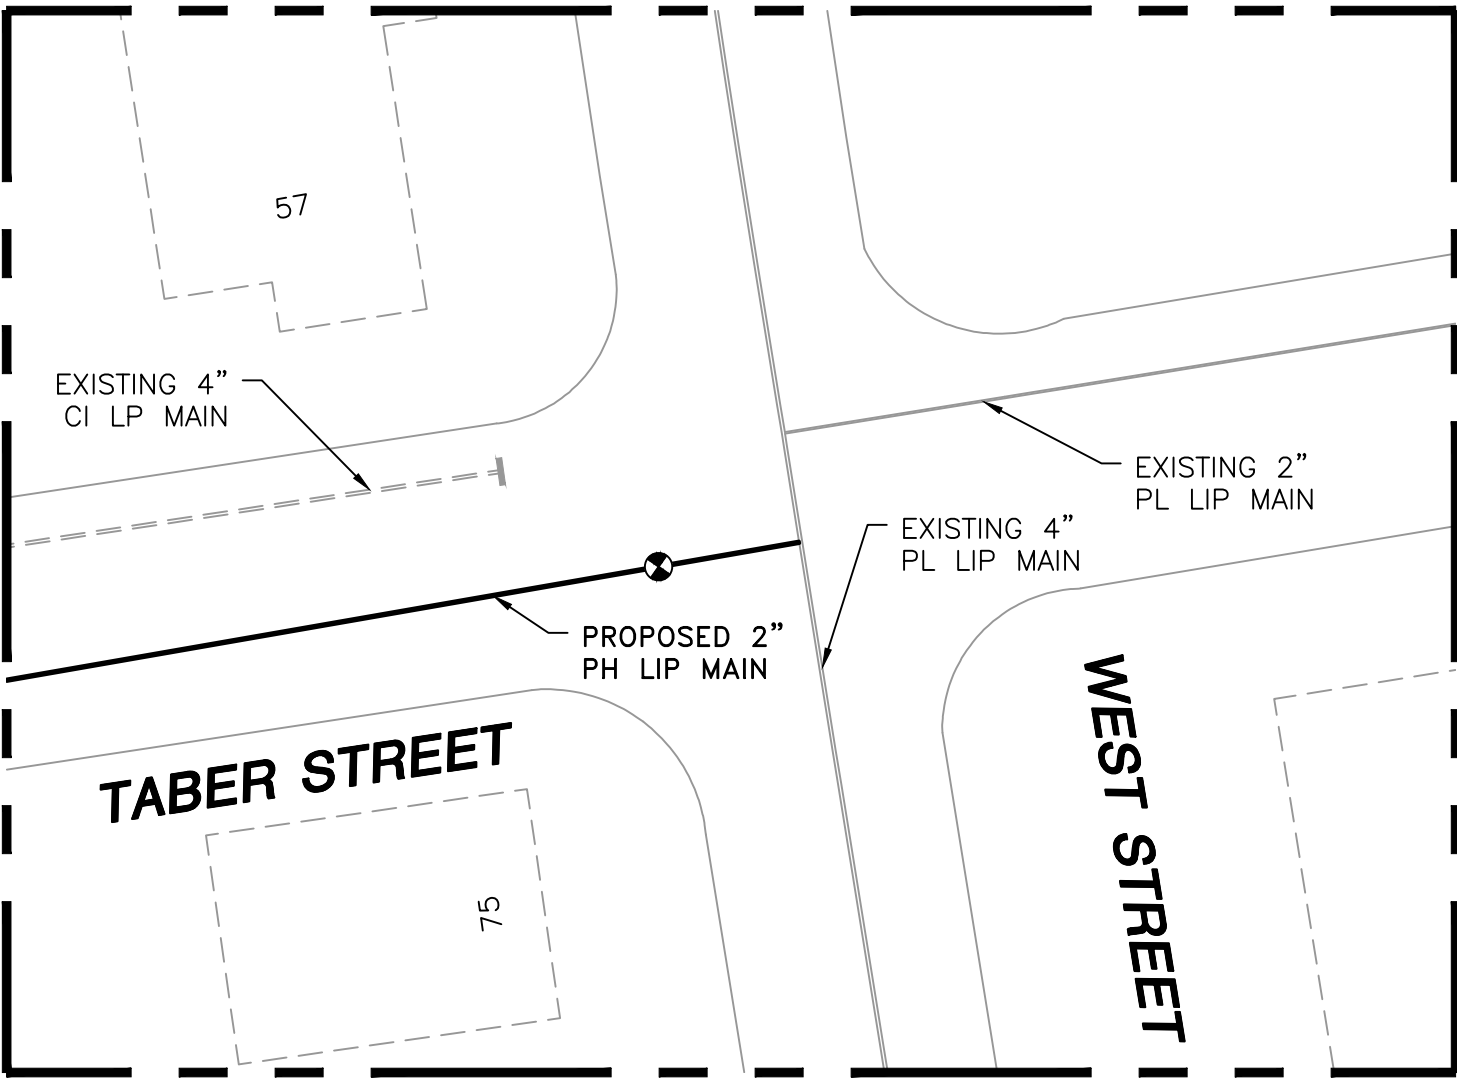 57
EXISTING 4”
CI LP MAIN
EXISTING 2”
PL LIP MAIN
EXISTING 4”
PL LIP MAIN
PROPOSED 2”
PH LIP MAIN
TABER STREET
WEST STREET
75